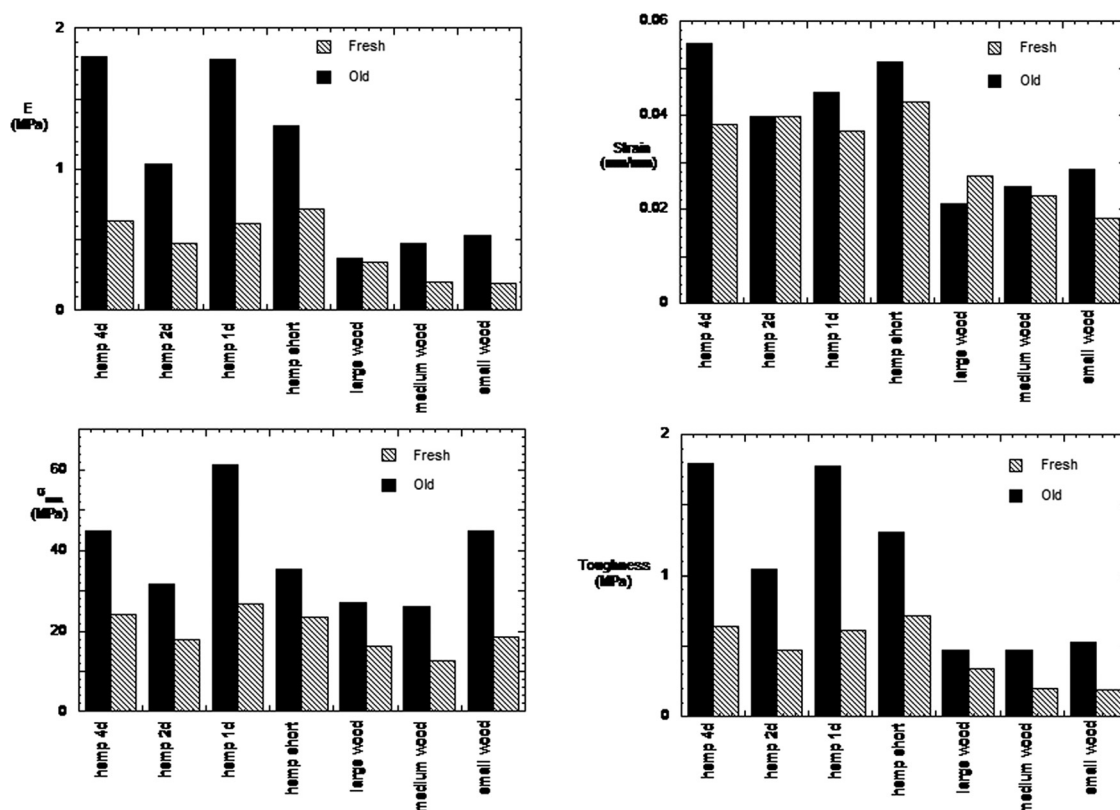 2
Fresh
Old
E
(MPa)
1
0
hemp 4d
hemp 2d
hemp 1d
hemp short
large wood
medium wood
small wood
0.06
Fresh
Old
0.04
Strain
(mm/mm)
0.02
0
hemp 4d
hemp 2d
hemp 1d
hemp short
large wood
medium wood
small wood
Fresh
60
σ
Old
(MPa)
40
20
0
hemp 4d
hemp 2d
hemp 1d
hemp short
large wood
medium wood
small wood
2
Fresh
Old
1
Toughness
(MPa)
0
hemp 4d
hemp 2d
hemp 1d
hemp short
large wood
medium wood
small wood